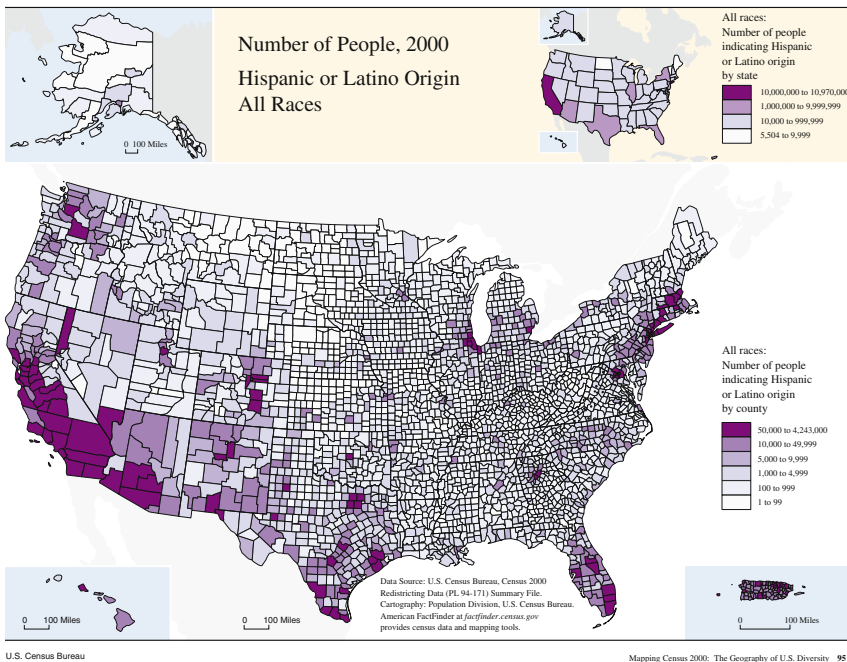 Number of People, 2000
Hispanic or Latino Origin
All Races
0 100 Miles
All races:
Number of people
indicating Hispanic
or Latino origin
by state
10,000,000 to 10,970,000
1,000,000 to 9,999,999
10,000 to 999,999
5,504 to 9,999
All races:
Number of people
indicating Hispanic
or Latino origin
by county
50,000 to 4,243,000
10,000 to 49,999
5,000 to 9,999
1,000 to 4,999
100 to 999
1 to 99
Data Source: U.S. Census Bureau, Census 2000
Redistricting Data (PL 94-171) Summary File.
Cartography: Population Division, U.S. Census Bureau.
American FactFinder at factfinder.census.gov
provides census data and mapping tools.
0 100 Miles
0 100 Miles
0 100 Miles
U.S. Census Bureau
Mapping Census 2000: The Geography of U.S. Diversity 95